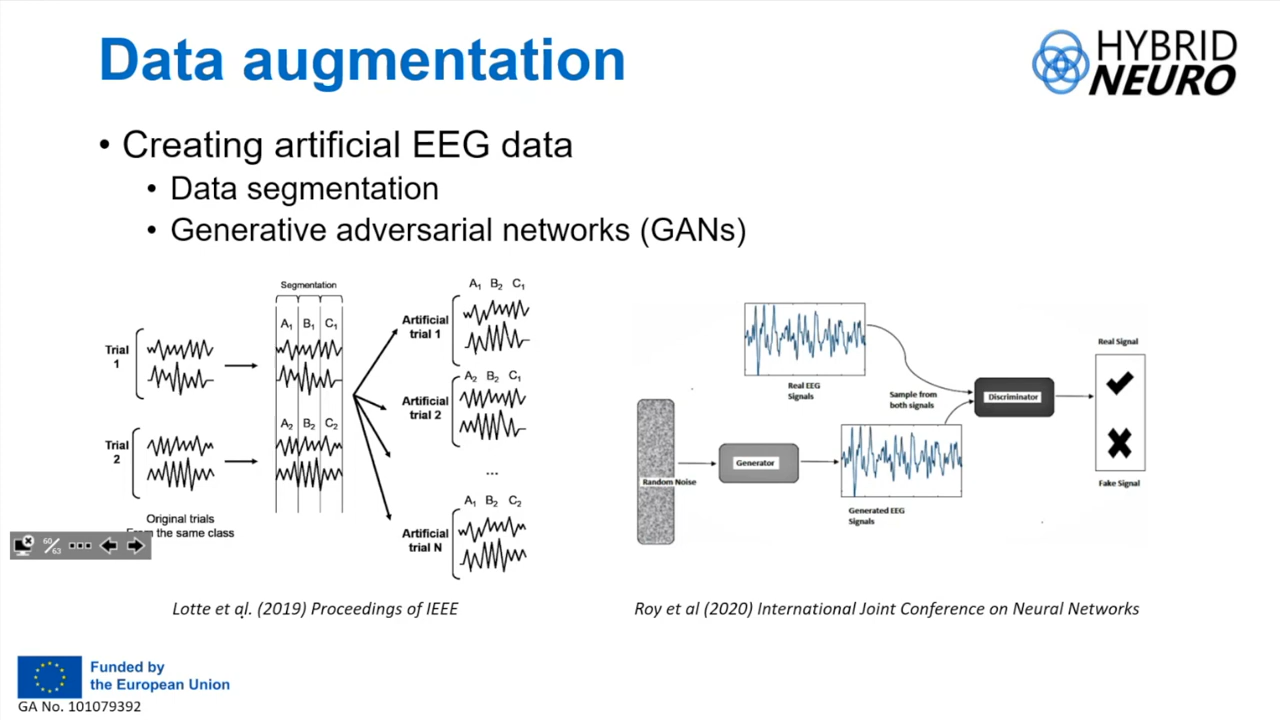 Data augmentation
HYBRID
NEURO
• Creating artificial EEG data
• Data segmentation
• Generative adversarial networks (GANs)
Segmentation
A1 B1 C1
Trial
1
A2 B2 C2
Trial
2
Original trials
From the same class
A1 B2 C1
Artificial
trial 1
A2 B2 C1
Artificial
trial 2
...
A1 B2 C2
Artificial
trial N
Real EEG
Signals
Sample from
both signals
Discriminator
Real Signal
Fake Signal
Random Noise
Generator
Generated EEG
Signals
60/63
Lotte et al. (2019) Proceedings of IEEE
Roy et al (2020) International Joint Conference on Neural Networks
Funded by
the European Union
GA No. 101079392